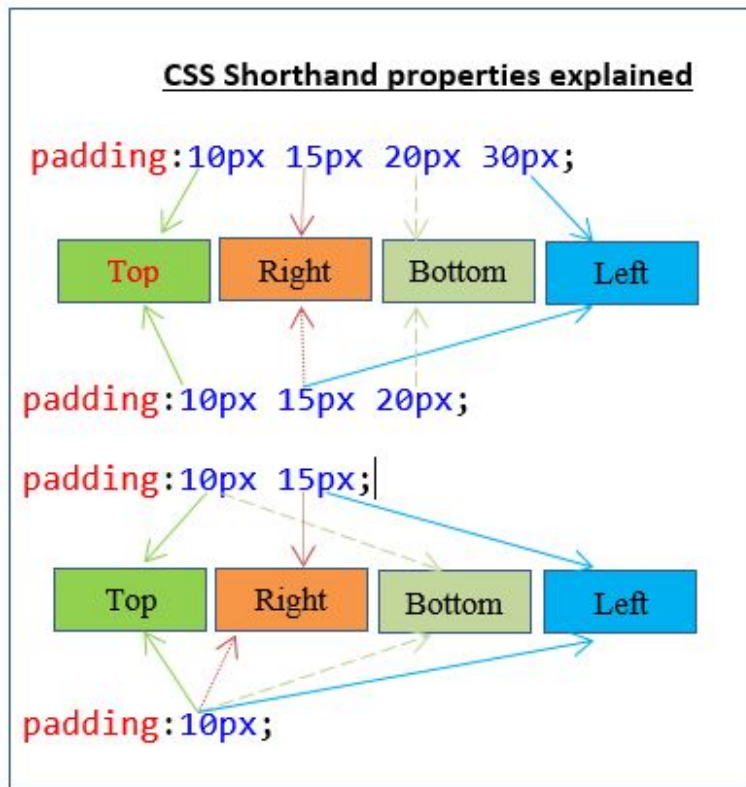 CSS Shorthand properties explained
padding:10px 15px 20px 30px;
Top Right Bottom Left
padding:10px 15px 20px;
padding:10px 15px;
Top Right Bottom Left
padding:10px;